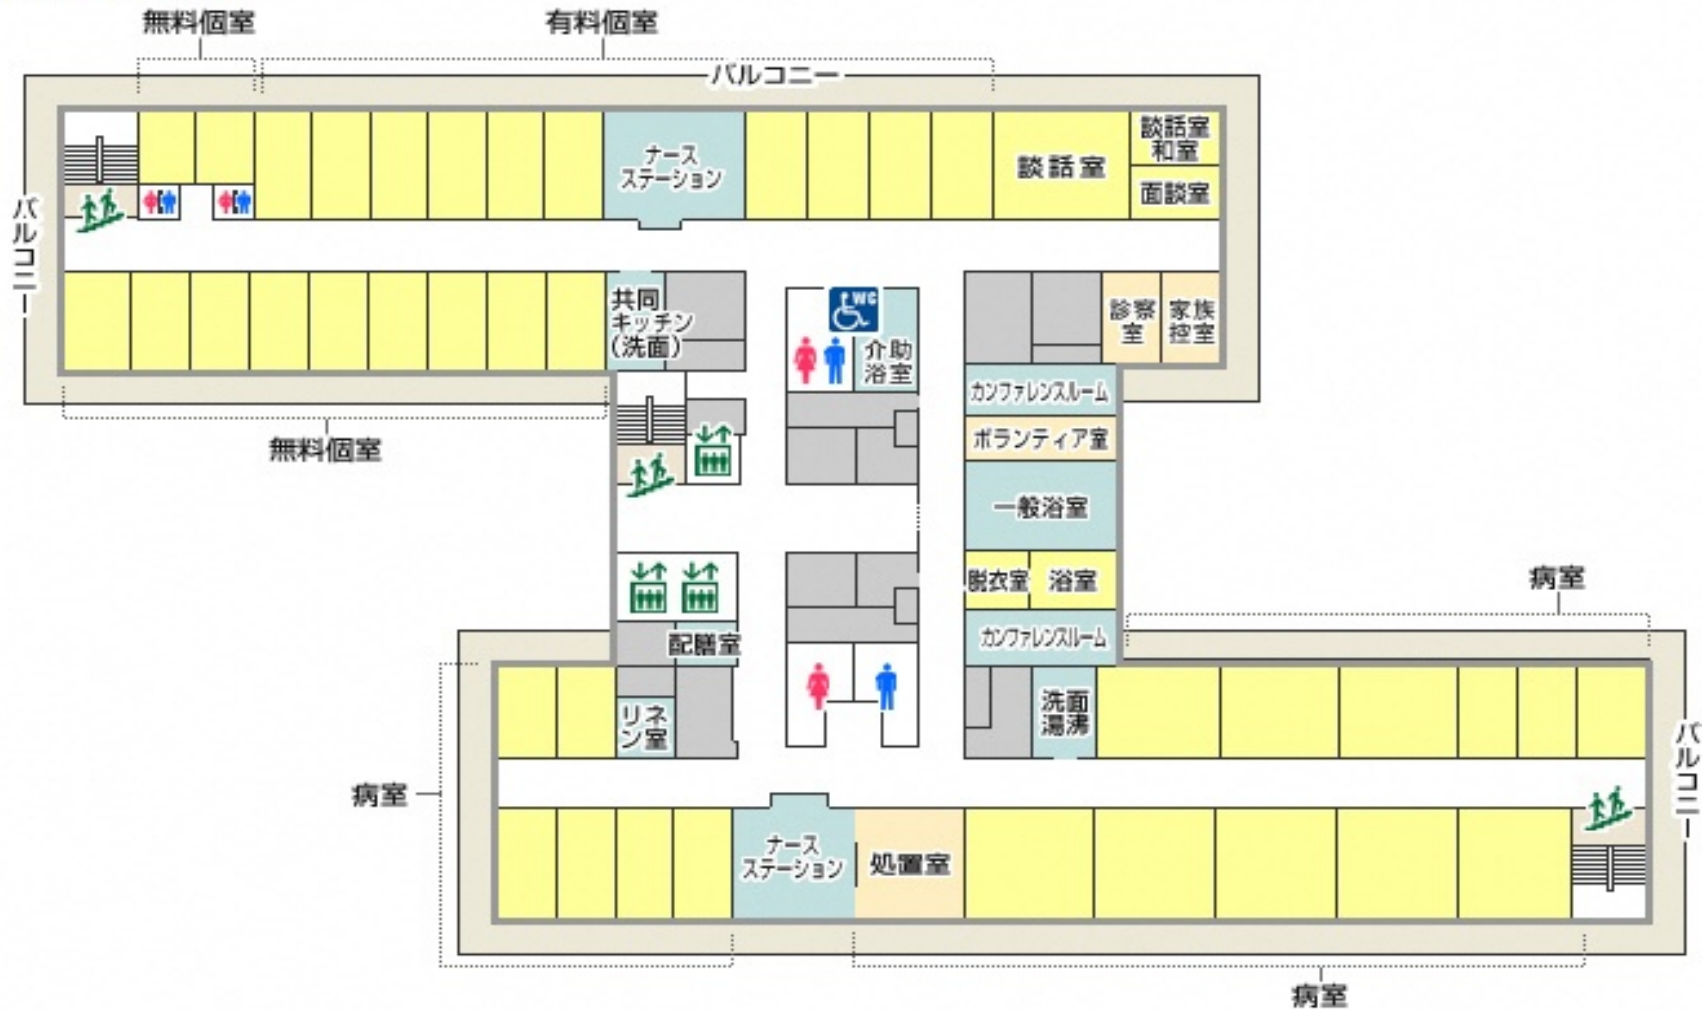 無料個室
有料個室
バルコニー
談話室
和室
ナース
ステーション
談話室
面談室
バルコニー
共同
キッチン
(洗面)
WC
介助
浴室
診察
室
家族
控室
カンファレンスルーム
無料個室
ボランティア室
一般浴室
脱衣室
浴室
病室
配膳室
カンファレンスルーム
リネ
ン室
洗面
湯沸
バルコニー
病室
ナース
ステーション
処置室
病室